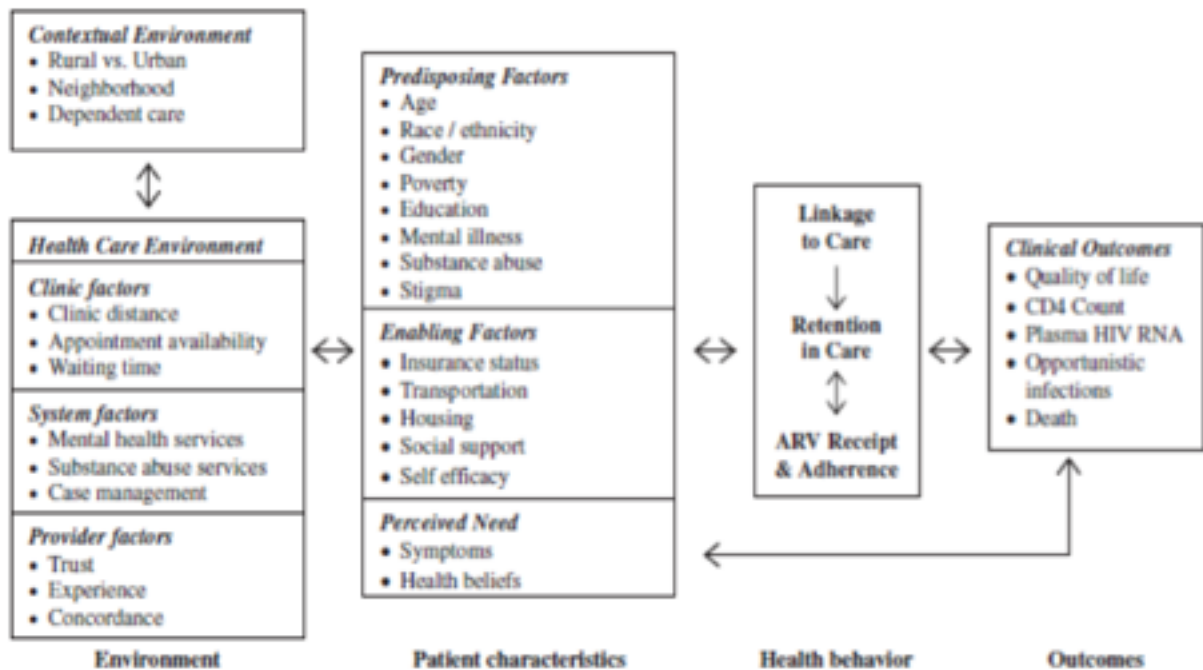 Contextual Environment
• Rural vs. Urban
• Neighborhood
• Dependent care
Health Care Environment
Clinic factors
• Clinic distance
• Appointment availability
• Waiting time
System factors
• Mental health services
• Substance abuse services
• Case management
Provider factors
• Trust
• Experience
• Concordance
Environment
Predisposing Factors
• Age
• Race / ethnicity
• Gender
• Poverty
• Education
• Mental illness
• Substance abuse
• Stigma
Enabling Factors
• Insurance status
• Transportation
• Housing
• Social support
• Self efficacy
Perceived Need
• Symptoms
• Health beliefs
Patient characteristics
Linkage
to Care
Retention
in Care
ARV Receipt
& Adherence
Health behavior
Clinical Outcomes
• Quality of life
• CD4 Count
• Plasma HIV RNA
• Opportunistic
infections
• Death
Outcomes